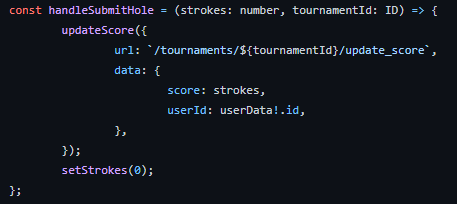 const handleSubmitHole = (strokes: number, tournamentId: ID) => {
updateScore({
url: `/tournaments/${tournamentId}/update_score`,
data: {
score: strokes,
userId: userData!.id,
},
});
setStrokes(0);
};